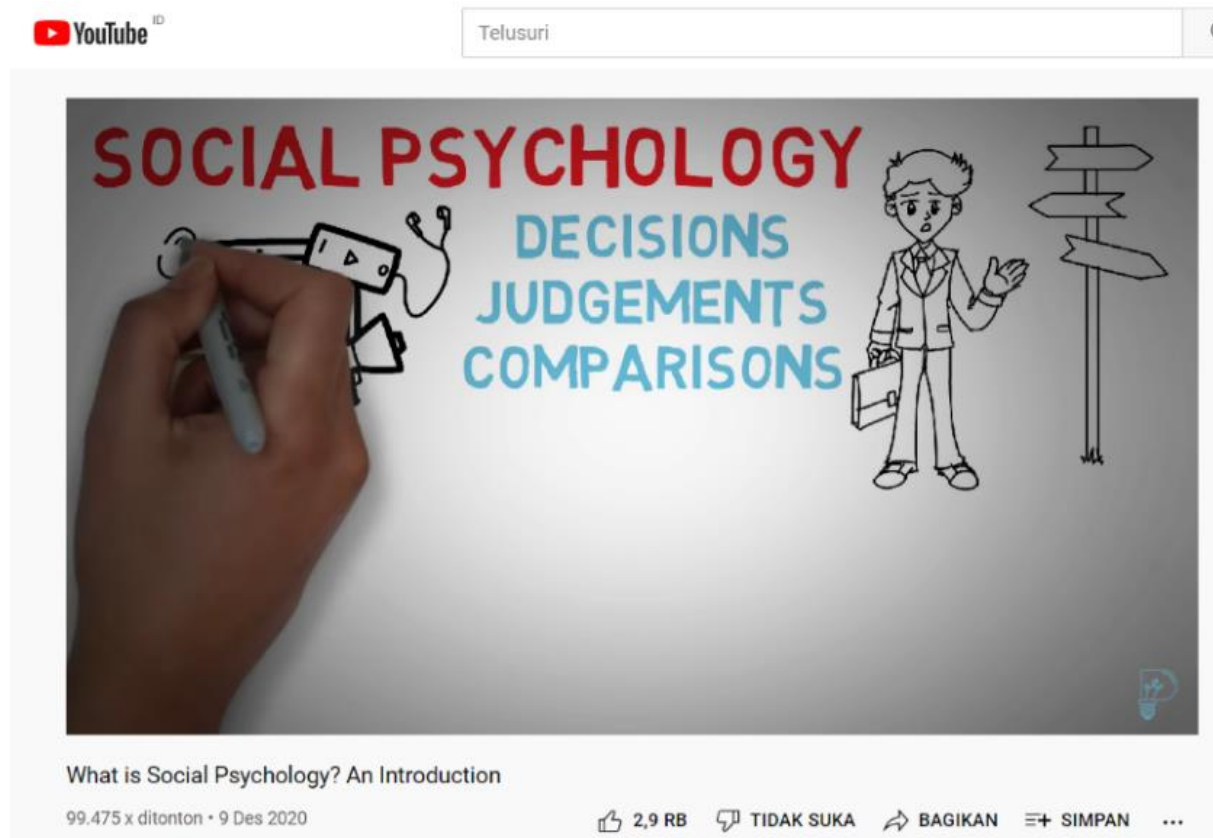 YouTube ID
Telusuri
SOCIAL PSYCHOLOGY
DECISIONS
JUDGEMENTS
COMPARISONS
What is Social Psychology? An Introduction
99.475 x ditonton • 9 Des 2020
2,9 RB TIDAK SUKA BAGIKAN SIMPAN ...